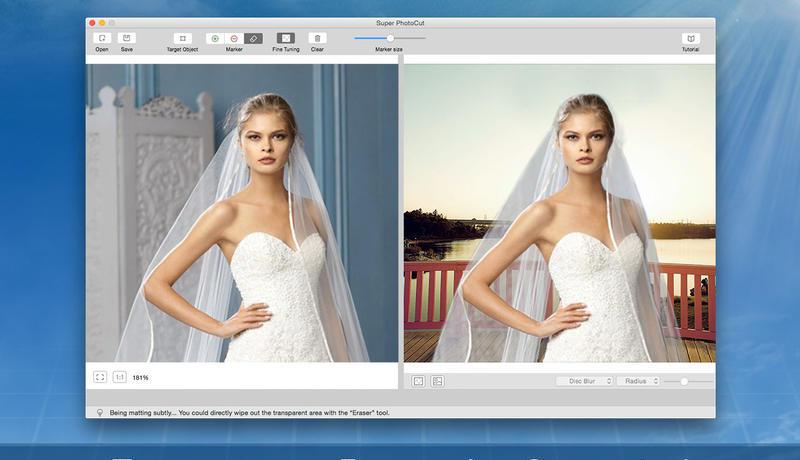 Super PhotoCut
Open
Save
Target Object
Marker
Fine Tuning
Clear
Marker size
Tutorial
1:1
181%
Disc Blur
Radius
Being matting subtly... You could directly wipe out the transparent area with the "Eraser" tool.